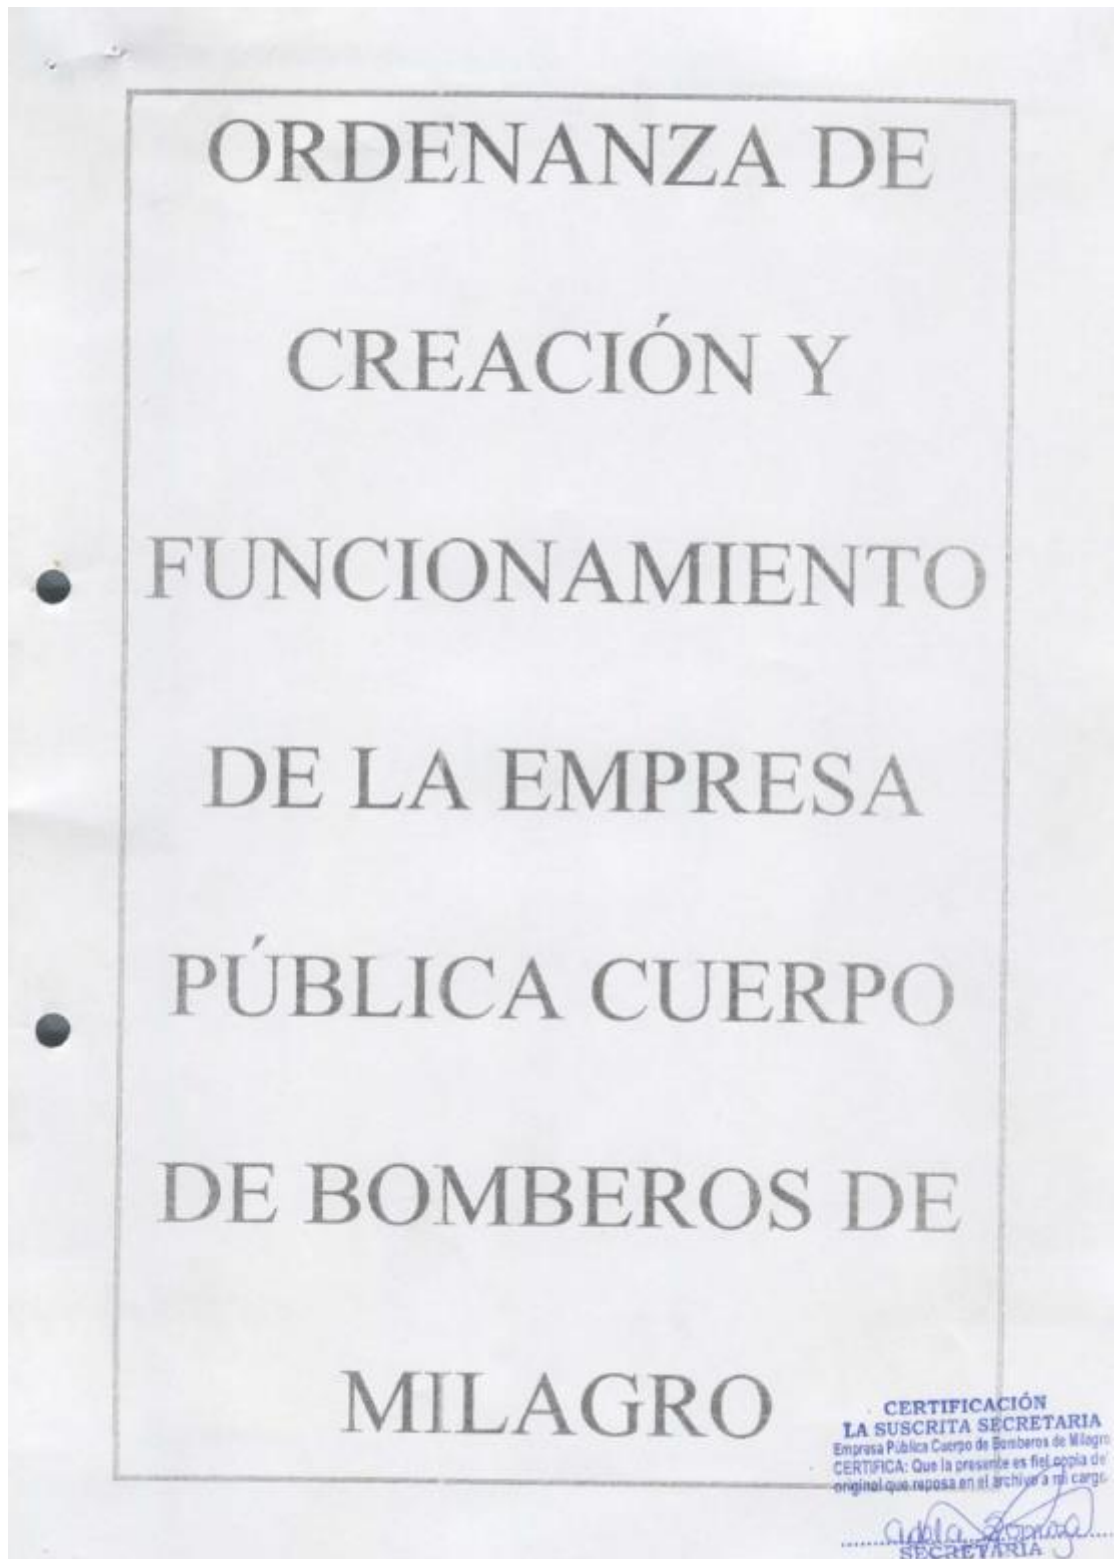 ORDENANZA DE
CREACIÓN Y
FUNCIONAMIENTO
DE LA EMPRESA
PÚBLICA CUERPO
DE BOMBEROS DE
MILAGRO
CERTIFICACIÓN
LA SUSCRITA SECRETARIA
Empresa Pública Cuerpo de Bomberos de Milagro
CERTIFICA: Que la presente es fiel copia de
original que reposa en el archivo a mi cargo.
SECRETARIA